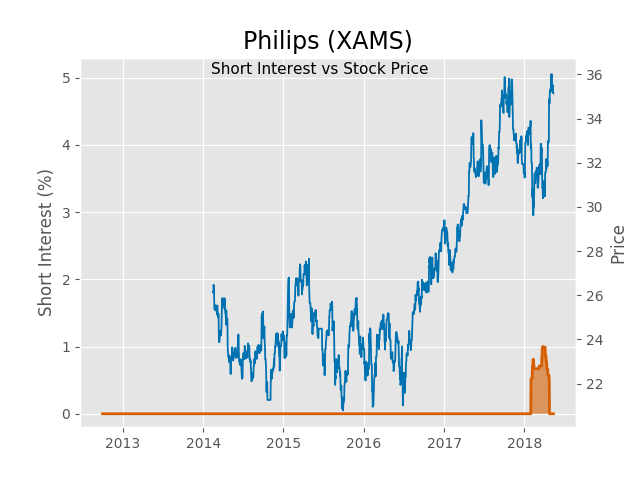 Philips (XAMS)
Short Interest vs Stock Price
Short Interest (%)
5
4
3
2
1
0
36
34
32
30
28
26
24
22
Price
2013 2014 2015 2016 2017 2018